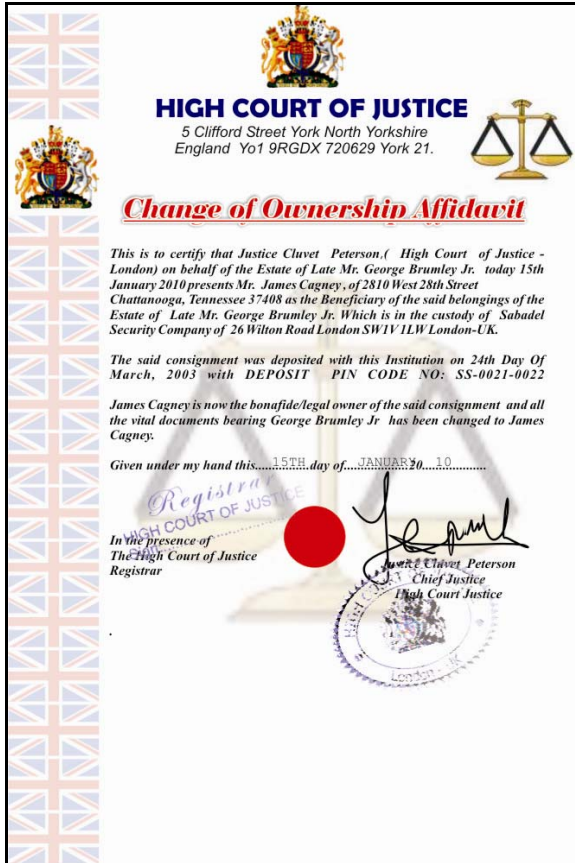 HIGH COURT OF JUSTICE
5 Clifford Street York North Yorkshire
England Yo1 9RGDX 720629 York 21.
Change of Ownership Affidavit
This is to certify that Justice Cluvet Peterson,( High Court of Justice -
London) on behalf of the Estate of Late Mr. George Brumley Jr. today 15th
January 2010 presents Mr. James Cagney , of 2810 West 28th Street
Chattanooga, Tennessee 37408 as the Beneficiary of the said belongings of the
Estate of Late Mr. George Brumley Jr. Which is in the custody of Sabadel
Security Company of 26 Wilton Road London SW1V 1LW London-UK.
The said consignment was deposited with this Institution on 24th Day Of
March, 2003 with DEPOSIT PIN CODE NO: SS-0021-0022
James Cagney is now the bonafide/legal owner of the said consignment and all
the vital documents bearing George Brumley Jr has been changed to James
Cagney.
Given under my hand this.....15TH.day of....JANUARY20....10..........
Registrar
HIGH COURT OF JUSTICE
Sign..............................
In the presence of
The High Court of Justice
Registrar
Justice Cluvet Peterson
Chief Justice
High Court Justice
HIGH COURT OF
London - UK
.